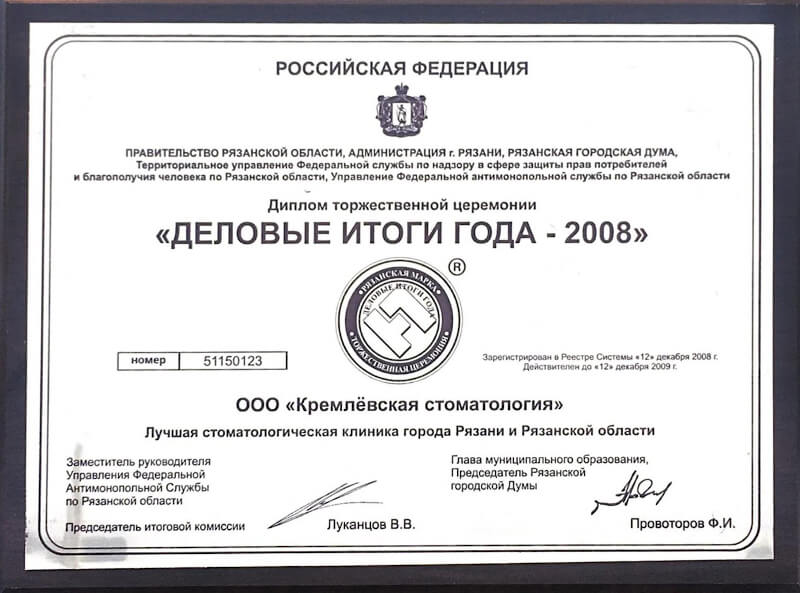 РОССИЙСКАЯ ФЕДЕРАЦИЯ
ПРАВИТЕЛЬСТВО РЯЗАНСКОЙ ОБЛАСТИ, АДМИНИСТРАЦИЯ г. РЯЗАНИ, РЯЗАНСКАЯ ГОРОДСКАЯ ДУМА,
Территориальное управление Федеральной службы по надзору в сфере защиты прав потребителей
и благополучия человека по Рязанской области, Управление Федеральной антимонопольной службы по Рязанской области
Диплом торжественной церемонии
«ДЕЛОВЫЕ ИТОГИ ГОДА - 2008»
®
РЯЗАНСКАЯ МАРКА
ДЕЛОВЫЕ ИТОГИ ГОДА
ТОРЖЕСТВЕННАЯ ЦЕРЕМОНИЯ
номер 51150123
Зарегистрирован в Реестре Системы «12» декабря 2008 г.
Действителен до «12» декабря 2009 г.
ООО «Кремлёвская стоматология»
Лучшая стоматологическая клиника города Рязани и Рязанской области
Заместитель руководителя
Управления Федеральной
Антимонопольной Службы
по Рязанской области
Председатель итоговой комиссии Луканцов В.В.
Глава муниципального образования,
Председатель Рязанской
городской Думы
Провоторов Ф.И.